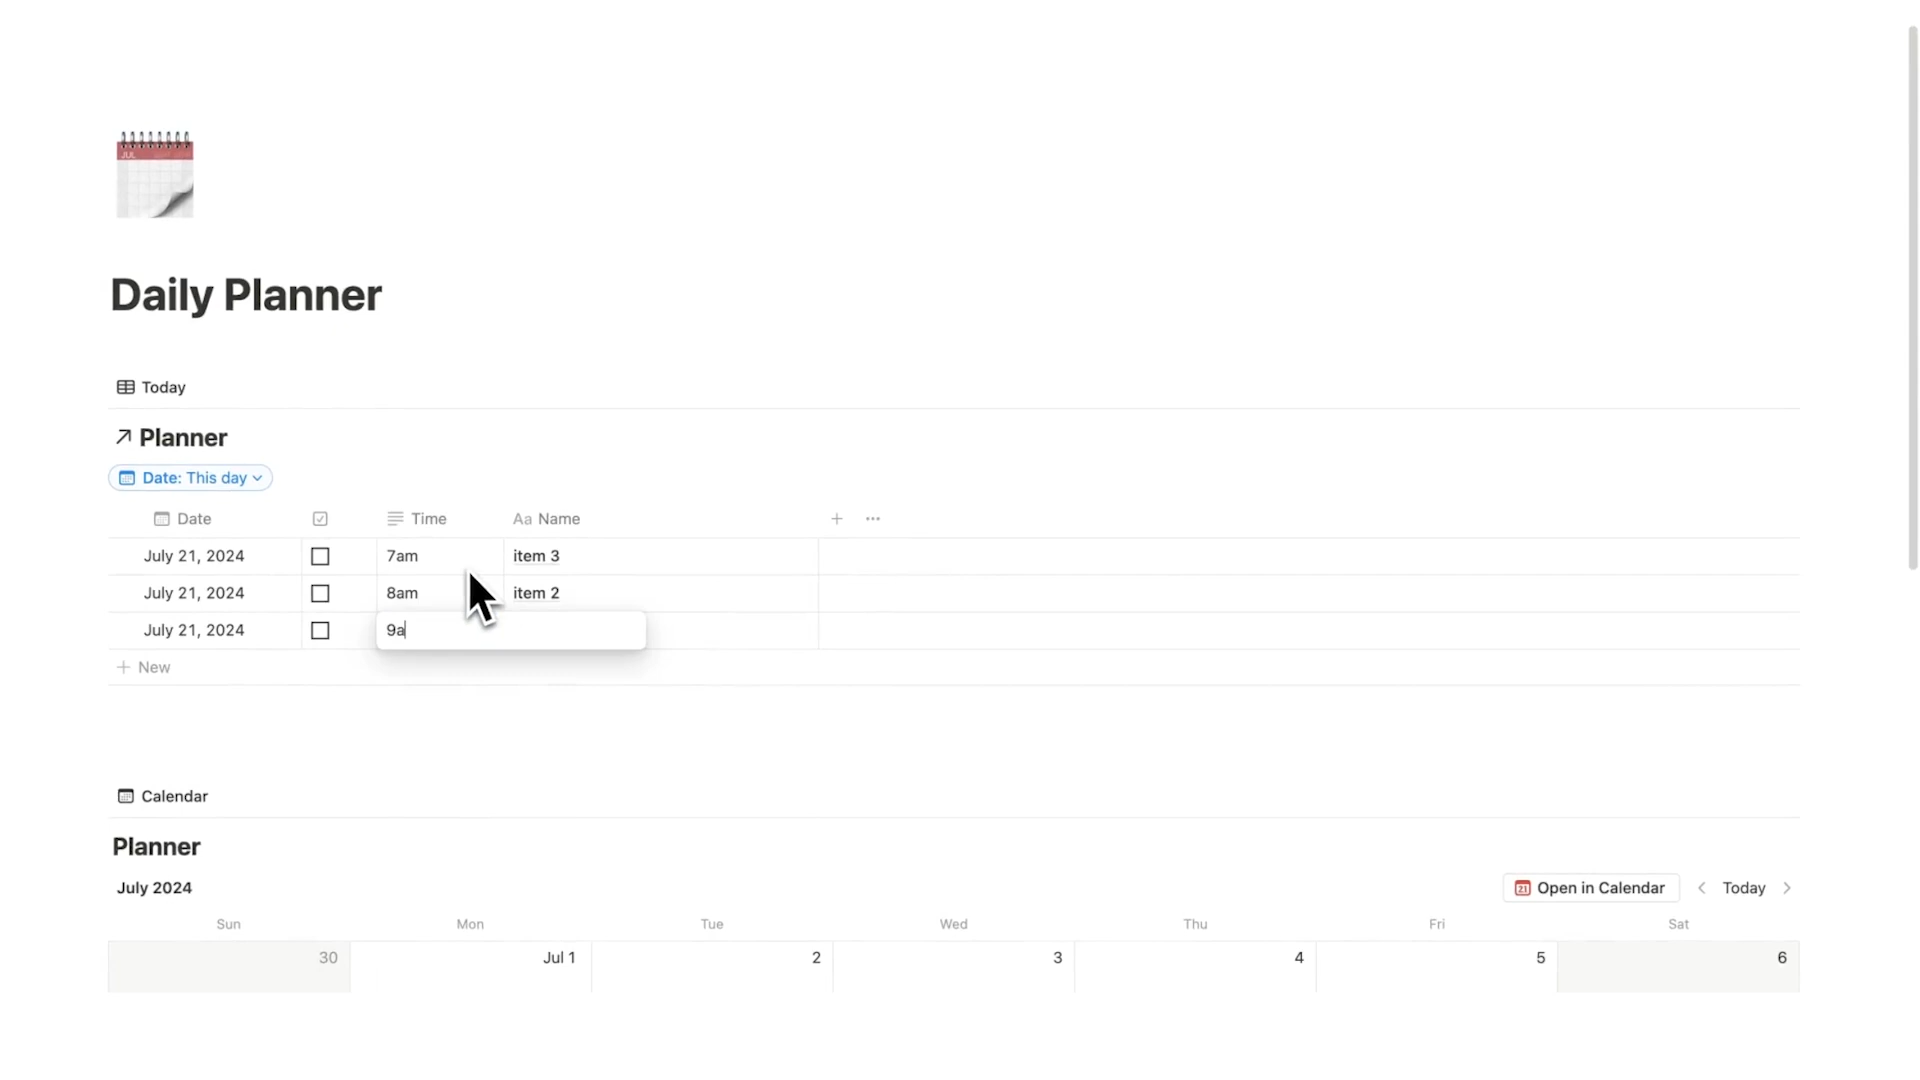 JUL
Daily Planner
Today
Planner
Date: This day
Date Time Aa Name
July 21, 2024 7am item 3
July 21, 2024 8am item 2
July 21, 2024 9a
New
Calendar
Planner
July 2024 21 Open in Calendar Today
Sun Mon Tue Wed Thu Fri Sat
30 Jul 1 2 3 4 5 6